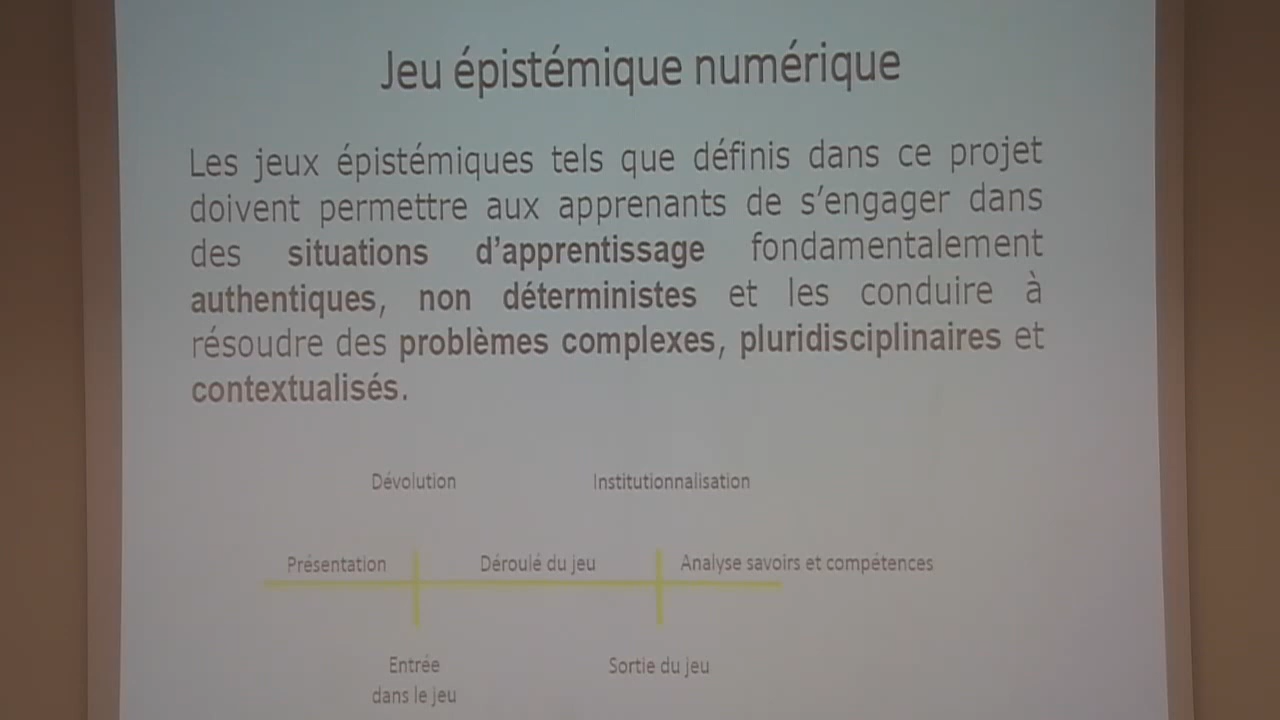 Jeu épistémique numérique
Les jeux épistémiques tels que définis dans ce projet
doivent permettre aux apprenants de s’engager dans
des situations d’apprentissage fondamentalement
authentiques, non déterministes et les conduire à
résoudre des problèmes complexes, pluridisciplinaires et
contextualisés.
Dévolution Institutionnalisation
Présentation Déroulé du jeu Analyse savoirs et compétences
Entrée Sortie du jeu
dans le jeu